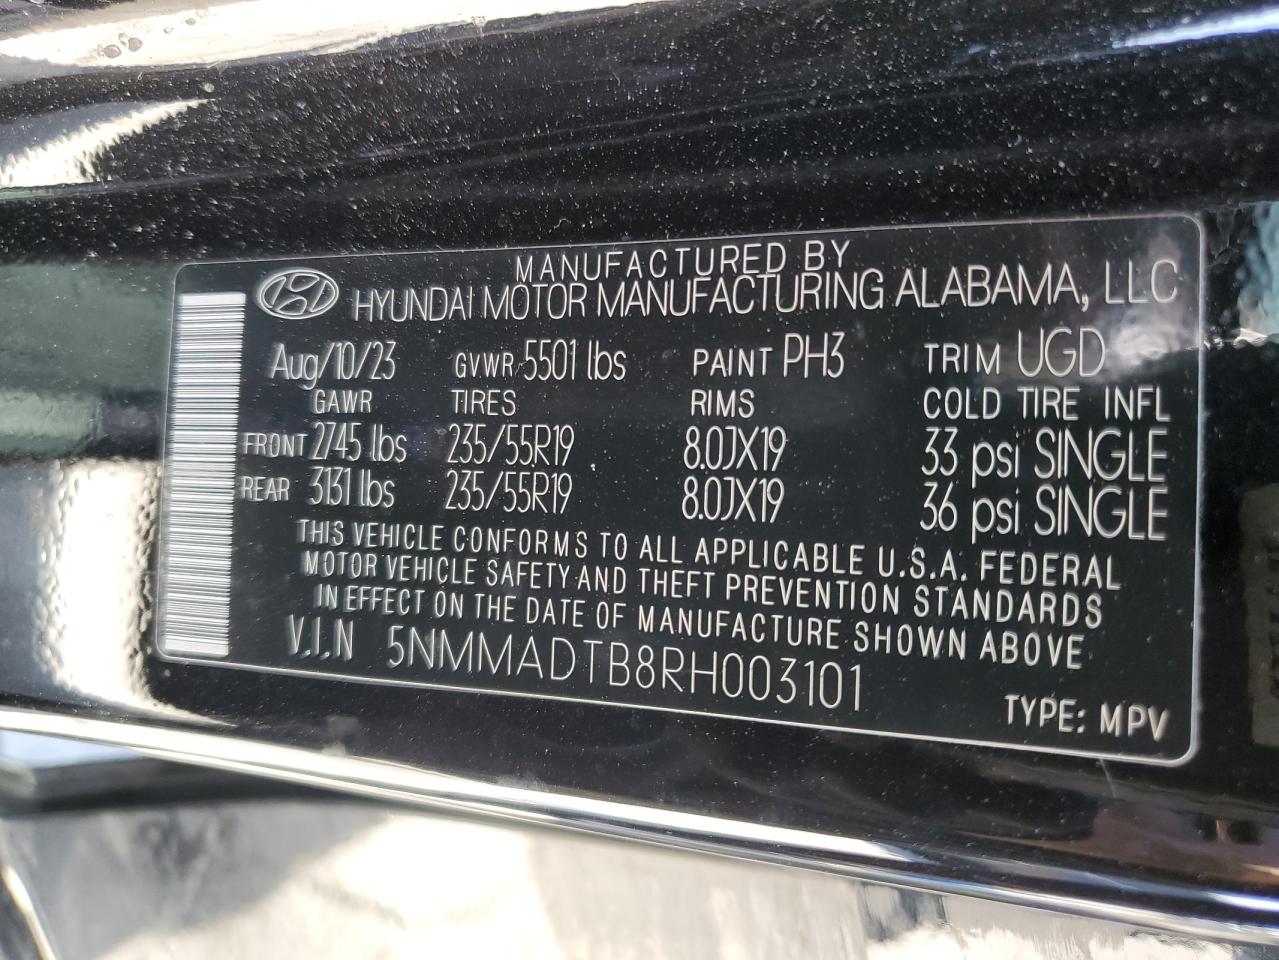 MANUFACTURED BY
HYUNDAI MOTOR MANUFACTURING ALABAMA, LLC
Aug/10/23 GVWR 5501 lbs PAINT PH3 TRIM UGD
GAWR TIRES RIMS COLD TIRE INFL
FRONT 2745 lbs 235/55R19 8.0JX19 33 psi SINGLE
REAR 3131 lbs 235/55R19 8.0JX19 36 psi SINGLE
THIS VEHICLE CONFORMS TO ALL APPLICABLE U.S.A. FEDERAL
MOTOR VEHICLE SAFETY AND THEFT PREVENTION STANDARDS
IN EFFECT ON THE DATE OF MANUFACTURE SHOWN ABOVE
V.I.N 5NMMADTB8RH003101
TYPE: MPV